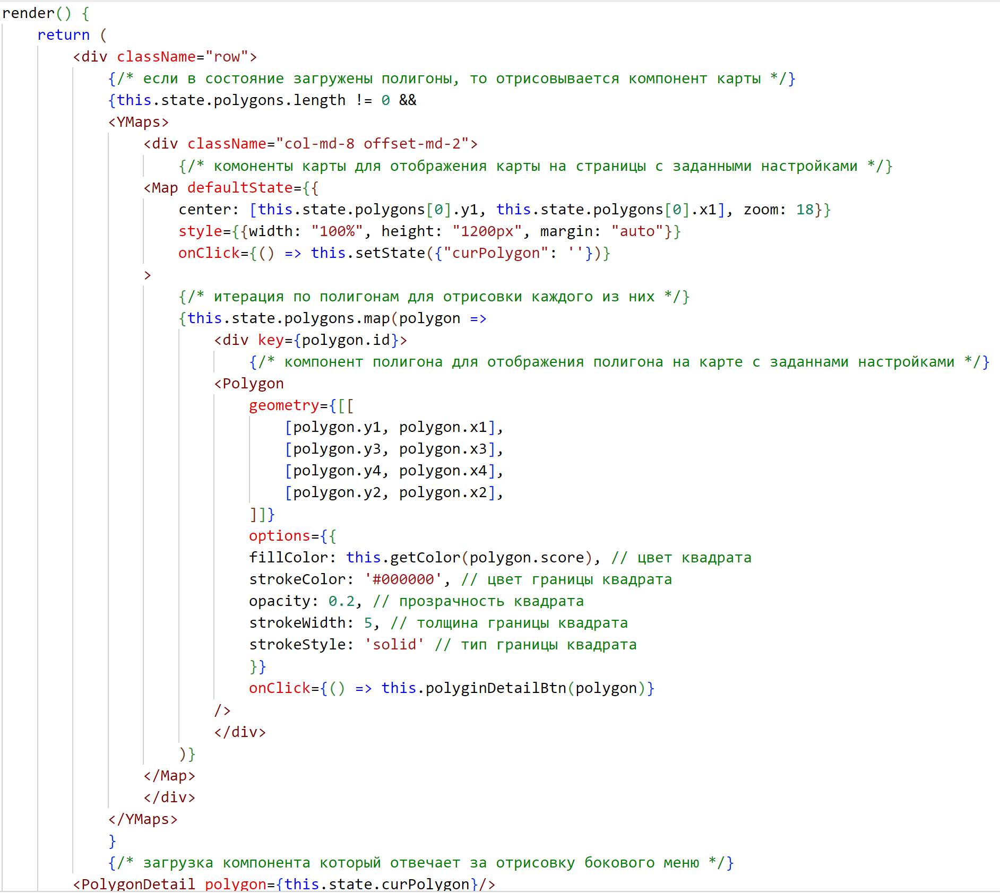 render() {
return (
<div className="row">
{/* если в состояние загружены полигоны, то отрисовывается компонент карты */}
{this.state.polygons.length != 0 &&
<YMaps>
<div className="col-md-8 offset-md-2">
{/* комоненты карты для отображения карты на страницы с заданными настройками */}
<Map defaultState={{
center: [this.state.polygons[0].y1, this.state.polygons[0].x1], zoom: 18}}
style={{width: "100%", height: "1200px", margin: "auto"}}
onClick={() => this.setState({"curPolygon": ''})}
>
{/* итерация по полигонам для отрисовки каждого из них */}
{this.state.polygons.map(polygon =>
<div key={polygon.id}>
{/* компонент полигона для отображения полигона на карте с заданнами настройками */}
<Polygon
geometry={[[
[polygon.y1, polygon.x1],
[polygon.y3, polygon.x3],
[polygon.y4, polygon.x4],
[polygon.y2, polygon.x2],
]]}
options={{
fillColor: this.getColor(polygon.score), // цвет квадрата
strokeColor: '#000000', // цвет границы квадрата
opacity: 0.2, // прозрачность квадрата
strokeWidth: 5, // толщина границы квадрата
strokeStyle: 'solid' // тип границы квадрата
}}
onClick={() => this.polyginDetailBtn(polygon)}
/>
</div>
)}
</Map>
</div>
</YMaps>
}
{/* загрузка компонента который отвечает за отрисовку бокового меню */}
<PolygonDetail polygon={this.state.curPolygon}/>